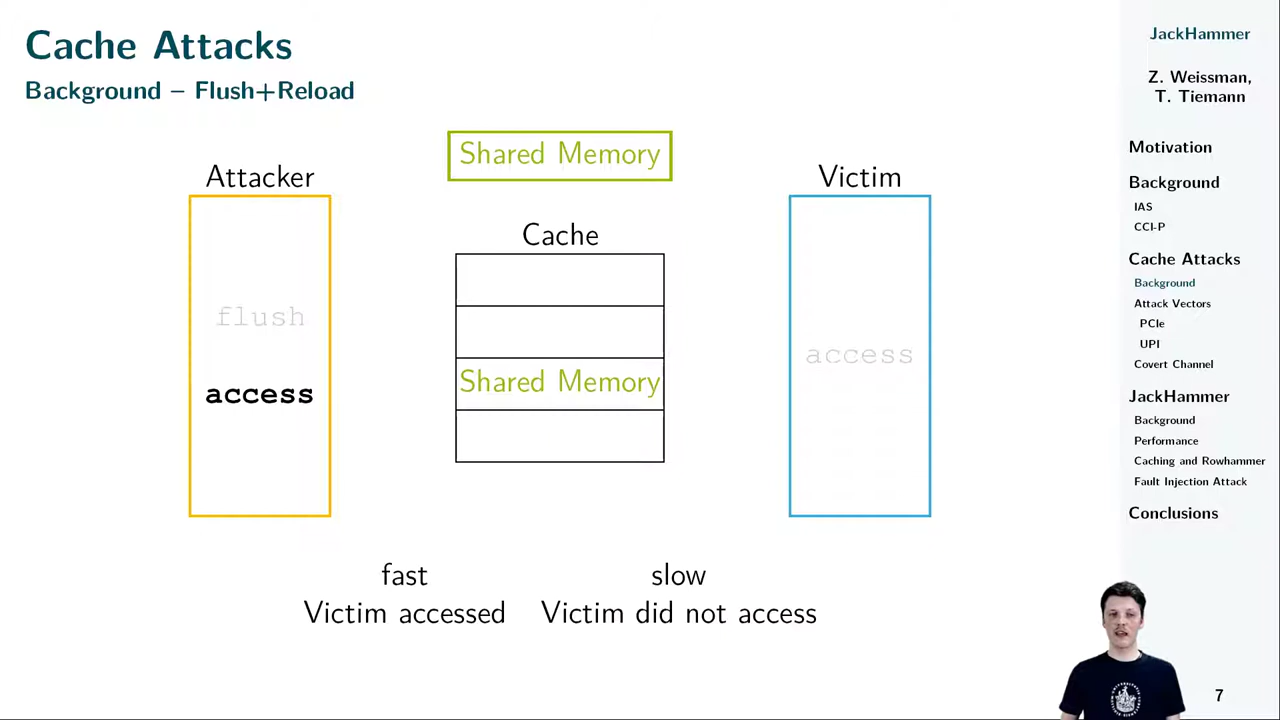 Cache Attacks
Background – Flush+Reload
Shared Memory
Attacker
Victim
Cache
flush
access
Shared Memory
access
fast
slow
Victim accessed
Victim did not access
JackHammer
Z. Weissman,
T. Tiemann
Motivation
Background
IAS
CCI-P
Cache Attacks
Background
Attack Vectors
PCIe
UPI
Covert Channel
JackHammer
Background
Performance
Caching and Rowhammer
Fault Injection Attack
Conclusions
7